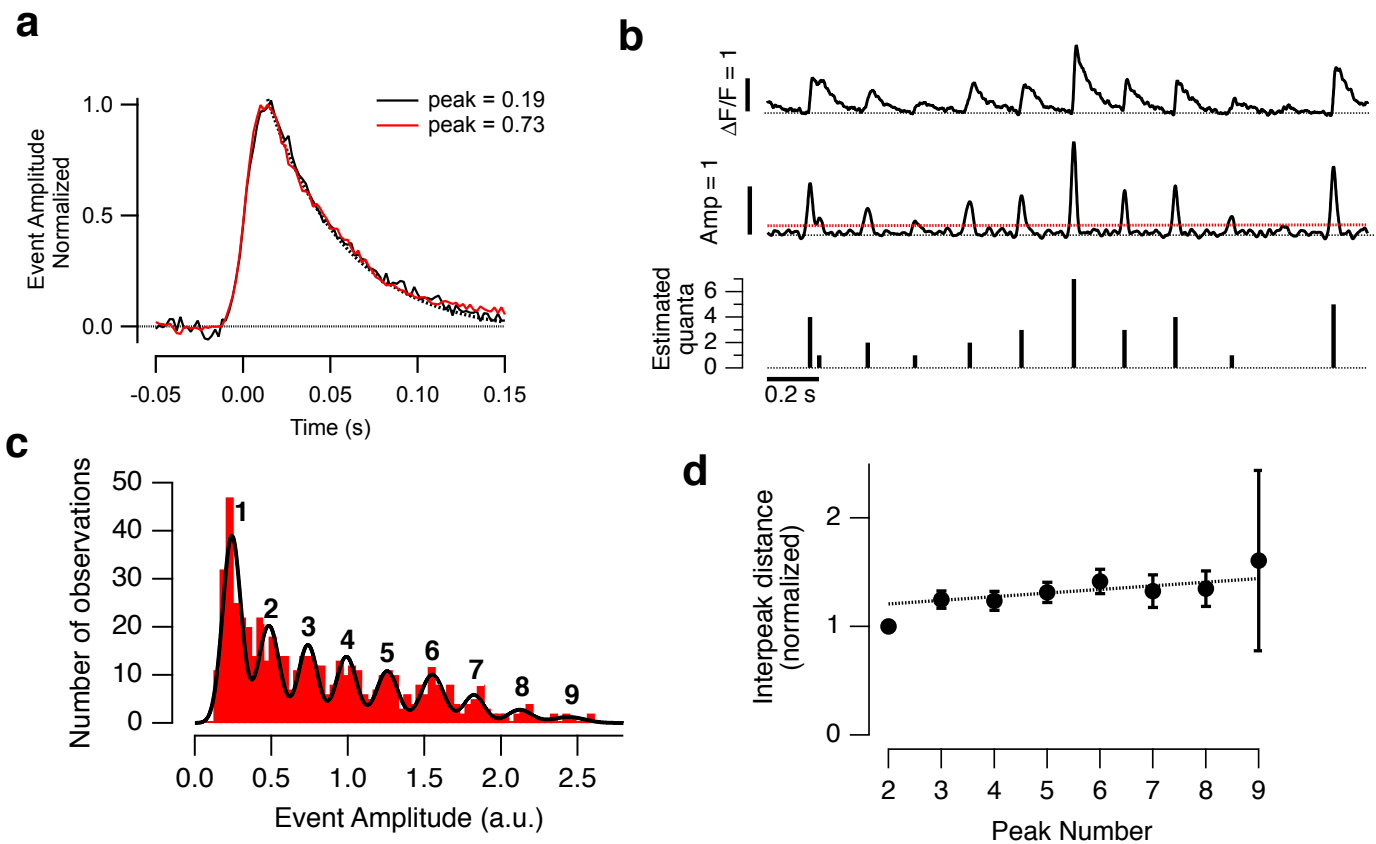 a
Event Amplitude
Normalized
1.0
0.5
0.0
peak = 0.19
peak = 0.73
-0.05
0.00
0.05
0.10
0.15
Time (s)
b
ΔF/F = 1
Amp = 1
Estimated
quanta
6
4
2
0
0.2 s
c
Number of observations
50
40
30
20
10
0
1
2
3
4
5
6
7
8
9
0.0
0.5
1.0
1.5
2.0
2.5
Event Amplitude (a.u.)
d
Interpeak distance
(normalized)
2
1
0
2
3
4
5
6
7
8
9
Peak Number